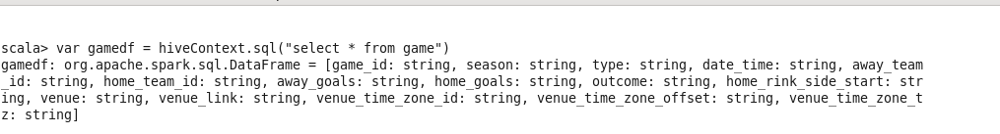 scala> var gamedf = hiveContext.sql("select * from game")
gamedf: org.apache.spark.sql.DataFrame = [game_id: string, season: string, type: string, date_time: string, away_team
_id: string, home_team_id: string, away_goals: string, home_goals: string, outcome: string, home_rink_side_start: str
ing, venue: string, venue_link: string, venue_time_zone_id: string, venue_time_zone_offset: string, venue_time_zone_t
z: string]